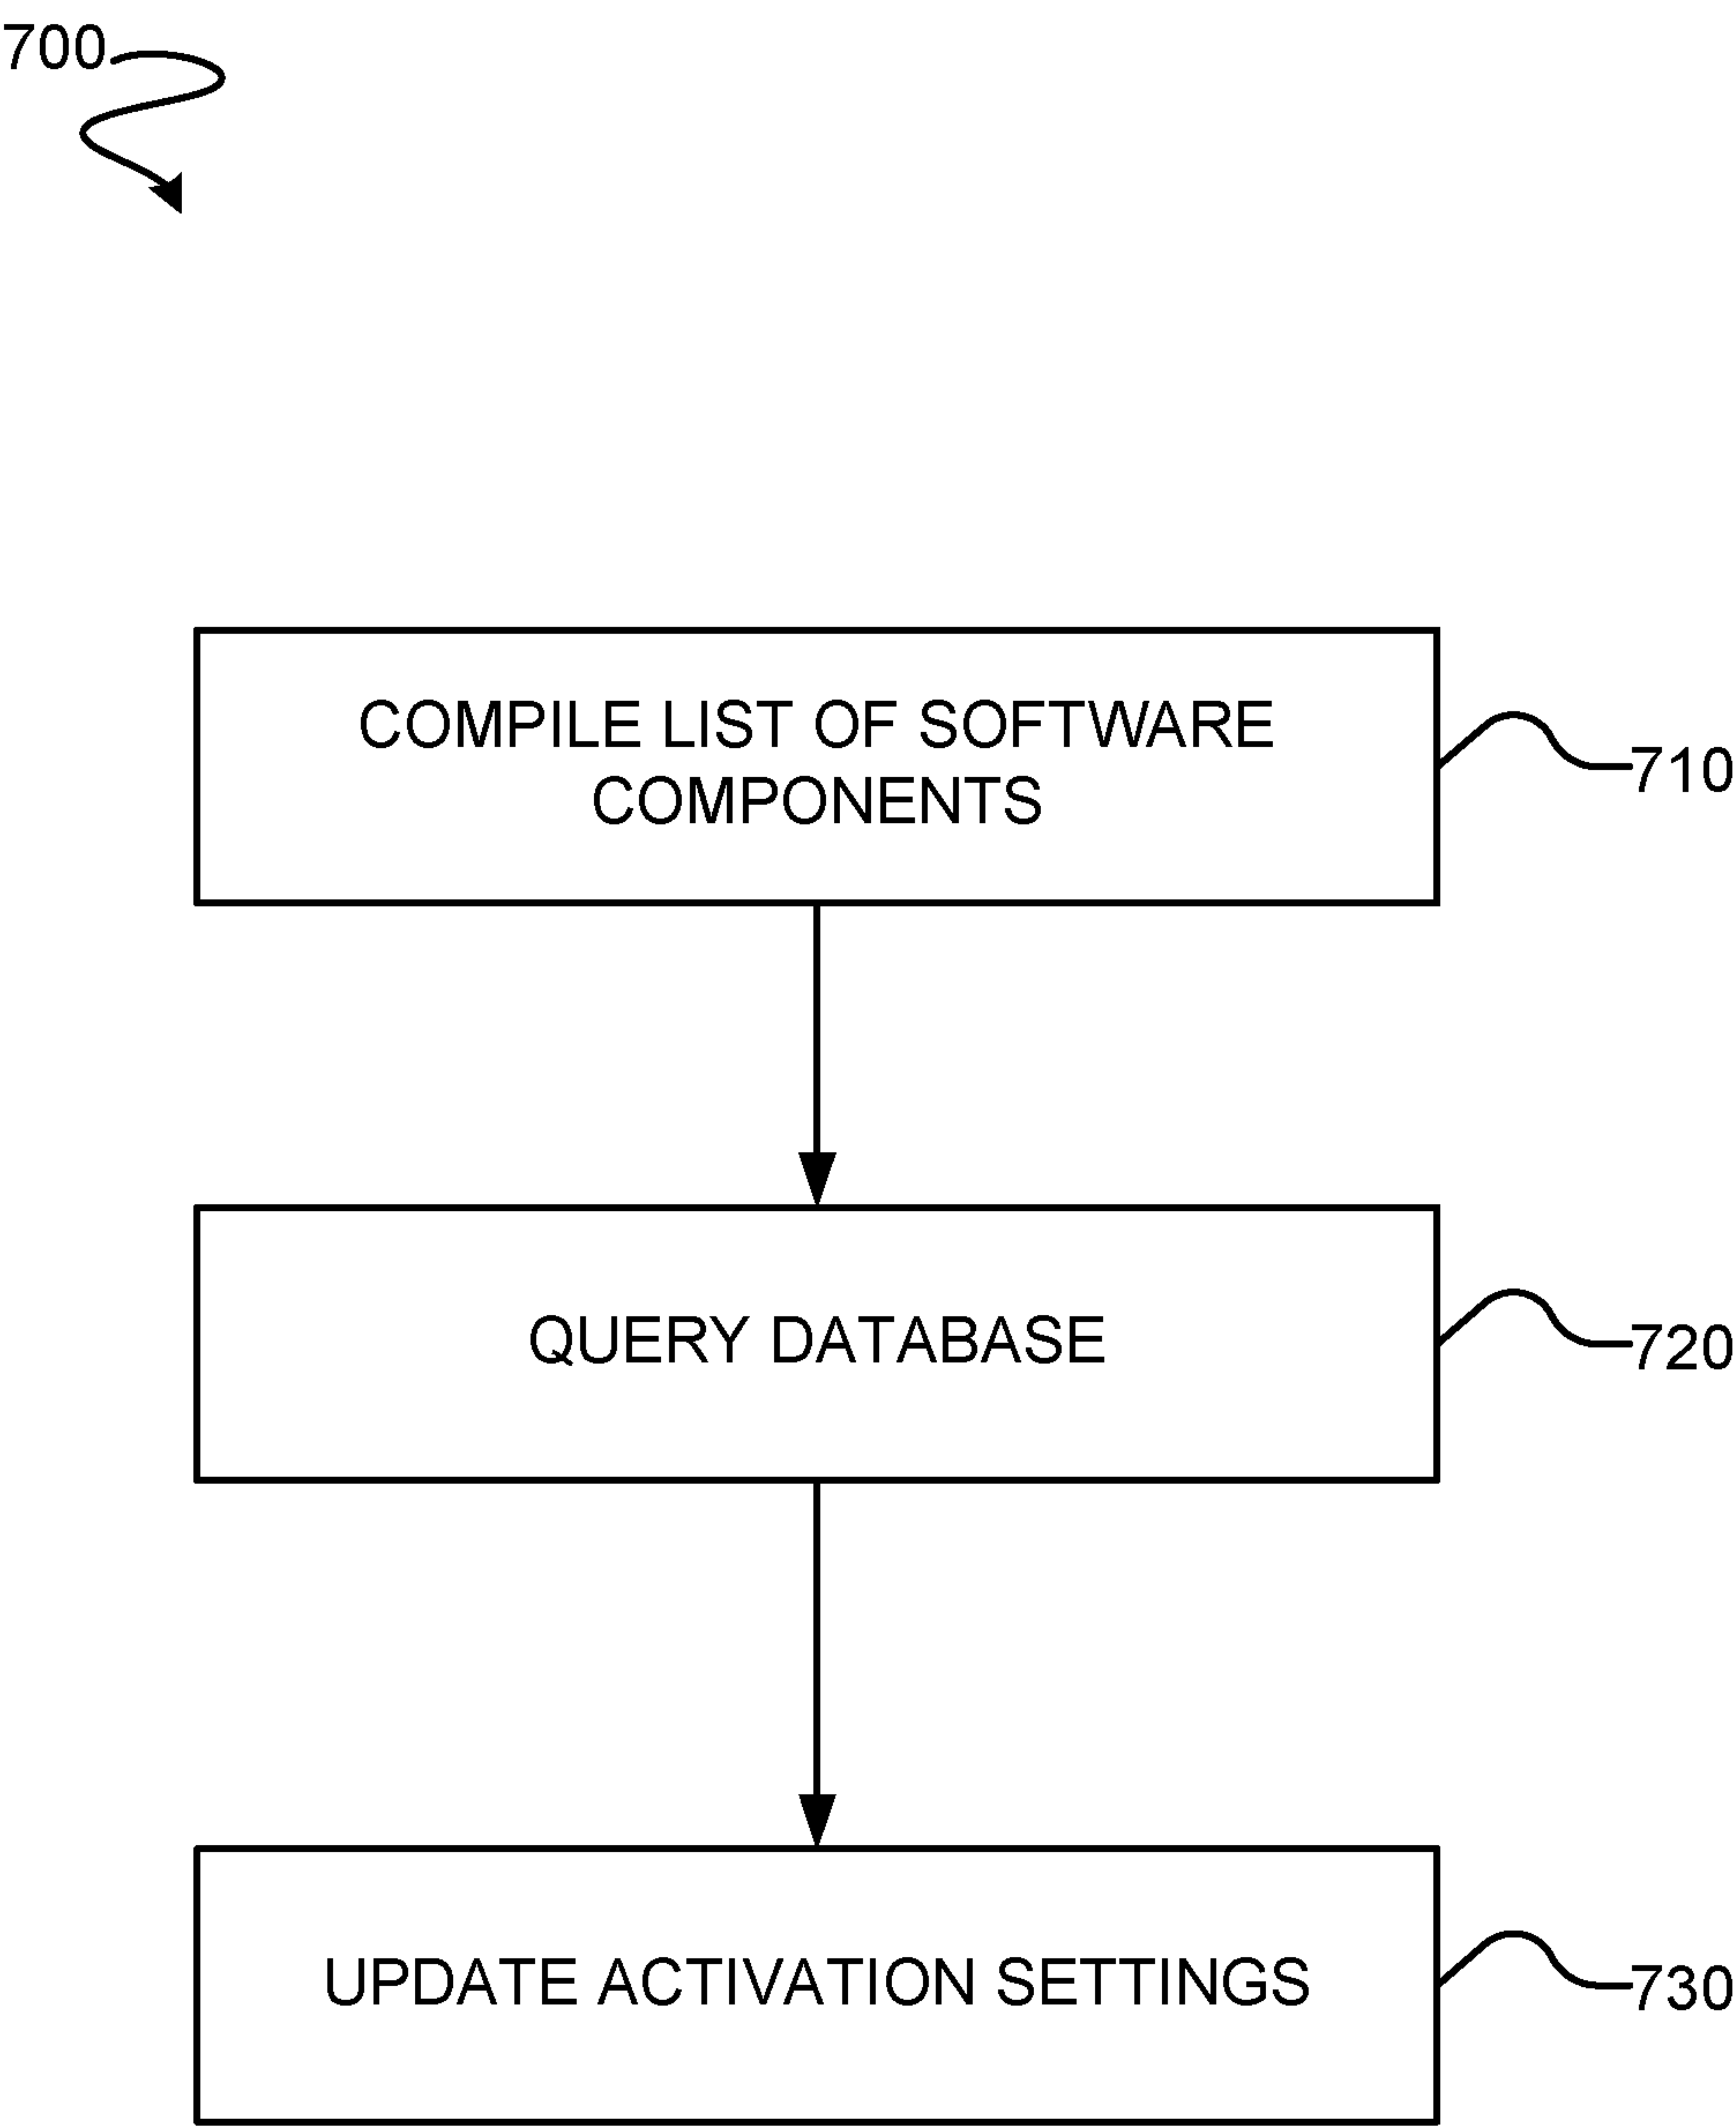 700
COMPILE LIST OF SOFTWARE
COMPONENTS
710
QUERY DATABASE
720
UPDATE ACTIVATION SETTINGS
730